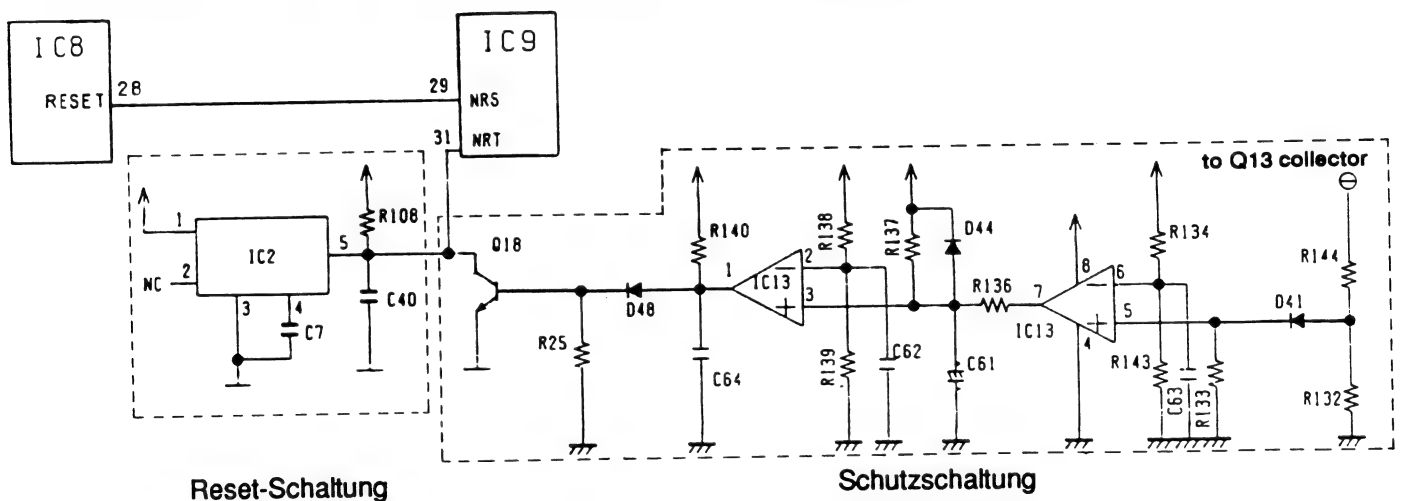 IC8
RESET
28
29
IC9
NRS
31
NRT
to Q13 collector
1
IC2
NC
2
3
4
C7
5
R108
C40
Q18
R25
D48
R140
C64
1
IC13
2
3
R138
R139
C62
R137
D44
C61
R136
7
IC13
8
4
6
5
R134
R143
C63
R133
D41
R144
R132
Reset-Schaltung
Schutzschaltung